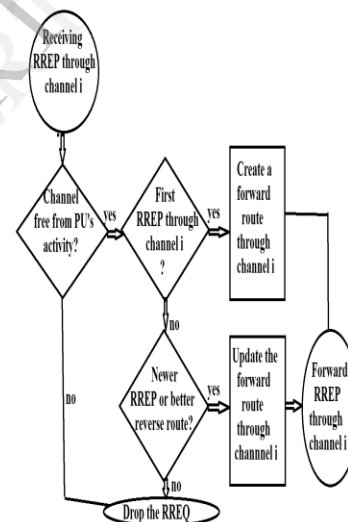 Receiving
RREP through
channel i
Channel
free from PU's
activity?
yes
First
RREP through
channel i
?
yes
Create a
forward
route
through
channel i
no
no
Newer
RREP or better
reverse route?
yes
Update the
forward
route
through
channnel i
Forward
RREP
through
channel i
no
Drop the RREQ